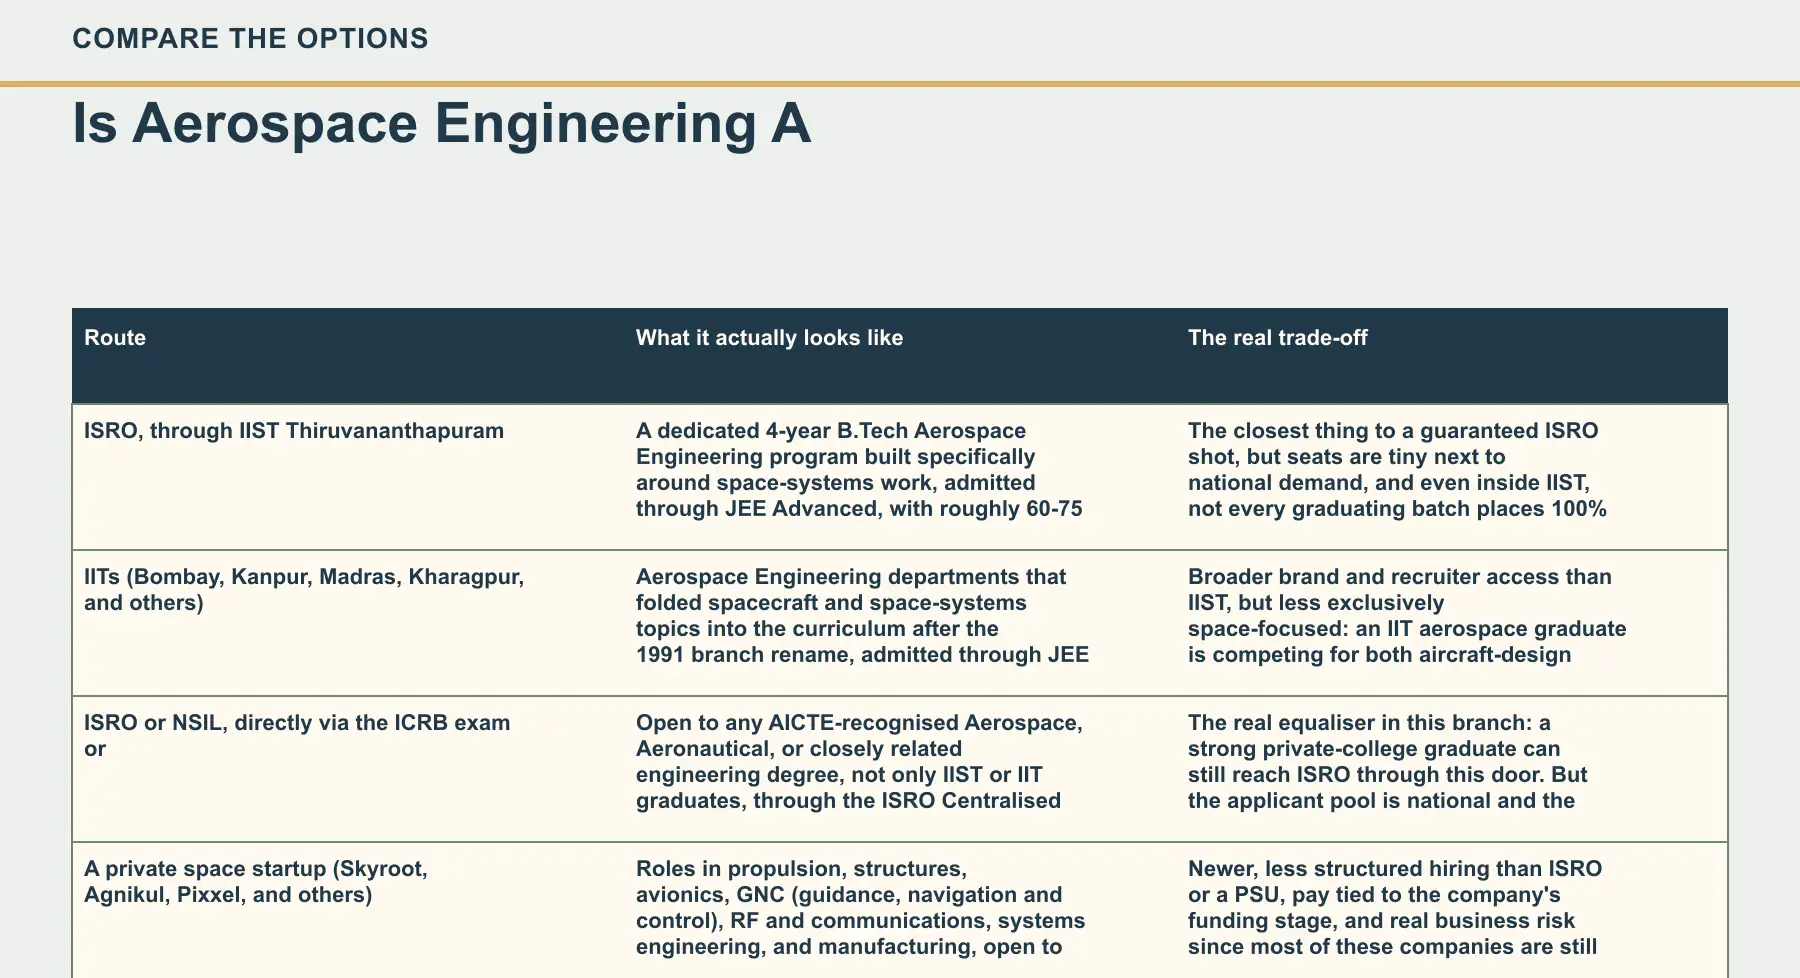 COMPARE THE OPTIONS
Is Aerospace Engineering A
Route
What it actually looks like
The real trade-off
ISRO, through IIST Thiruvananthapuram
A dedicated 4-year B.Tech Aerospace
Engineering program built specifically
around space-systems work, admitted
through JEE Advanced, with roughly 60-75
The closest thing to a guaranteed ISRO
shot, but seats are tiny next to
national demand, and even inside IIST,
not every graduating batch places 100%
IITs (Bombay, Kanpur, Madras, Kharagpur,
and others)
Aerospace Engineering departments that
folded spacecraft and space-systems
topics into the curriculum after the
1991 branch rename, admitted through JEE
Broader brand and recruiter access than
IIST, but less exclusively
space-focused: an IIT aerospace graduate
is competing for both aircraft-design
ISRO or NSIL, directly via the ICRB exam
or
Open to any AICTE-recognised Aerospace,
Aeronautical, or closely related
engineering degree, not only IIST or IIT
graduates, through the ISRO Centralised
The real equaliser in this branch: a
strong private-college graduate can
still reach ISRO through this door. But
the applicant pool is national and the
A private space startup (Skyroot,
Agnikul, Pixxel, and others)
Roles in propulsion, structures,
avionics, GNC (guidance, navigation and
control), RF and communications, systems
engineering, and manufacturing, open to
Newer, less structured hiring than ISRO
or a PSU, pay tied to the company's
funding stage, and real business risk
since most of these companies are still